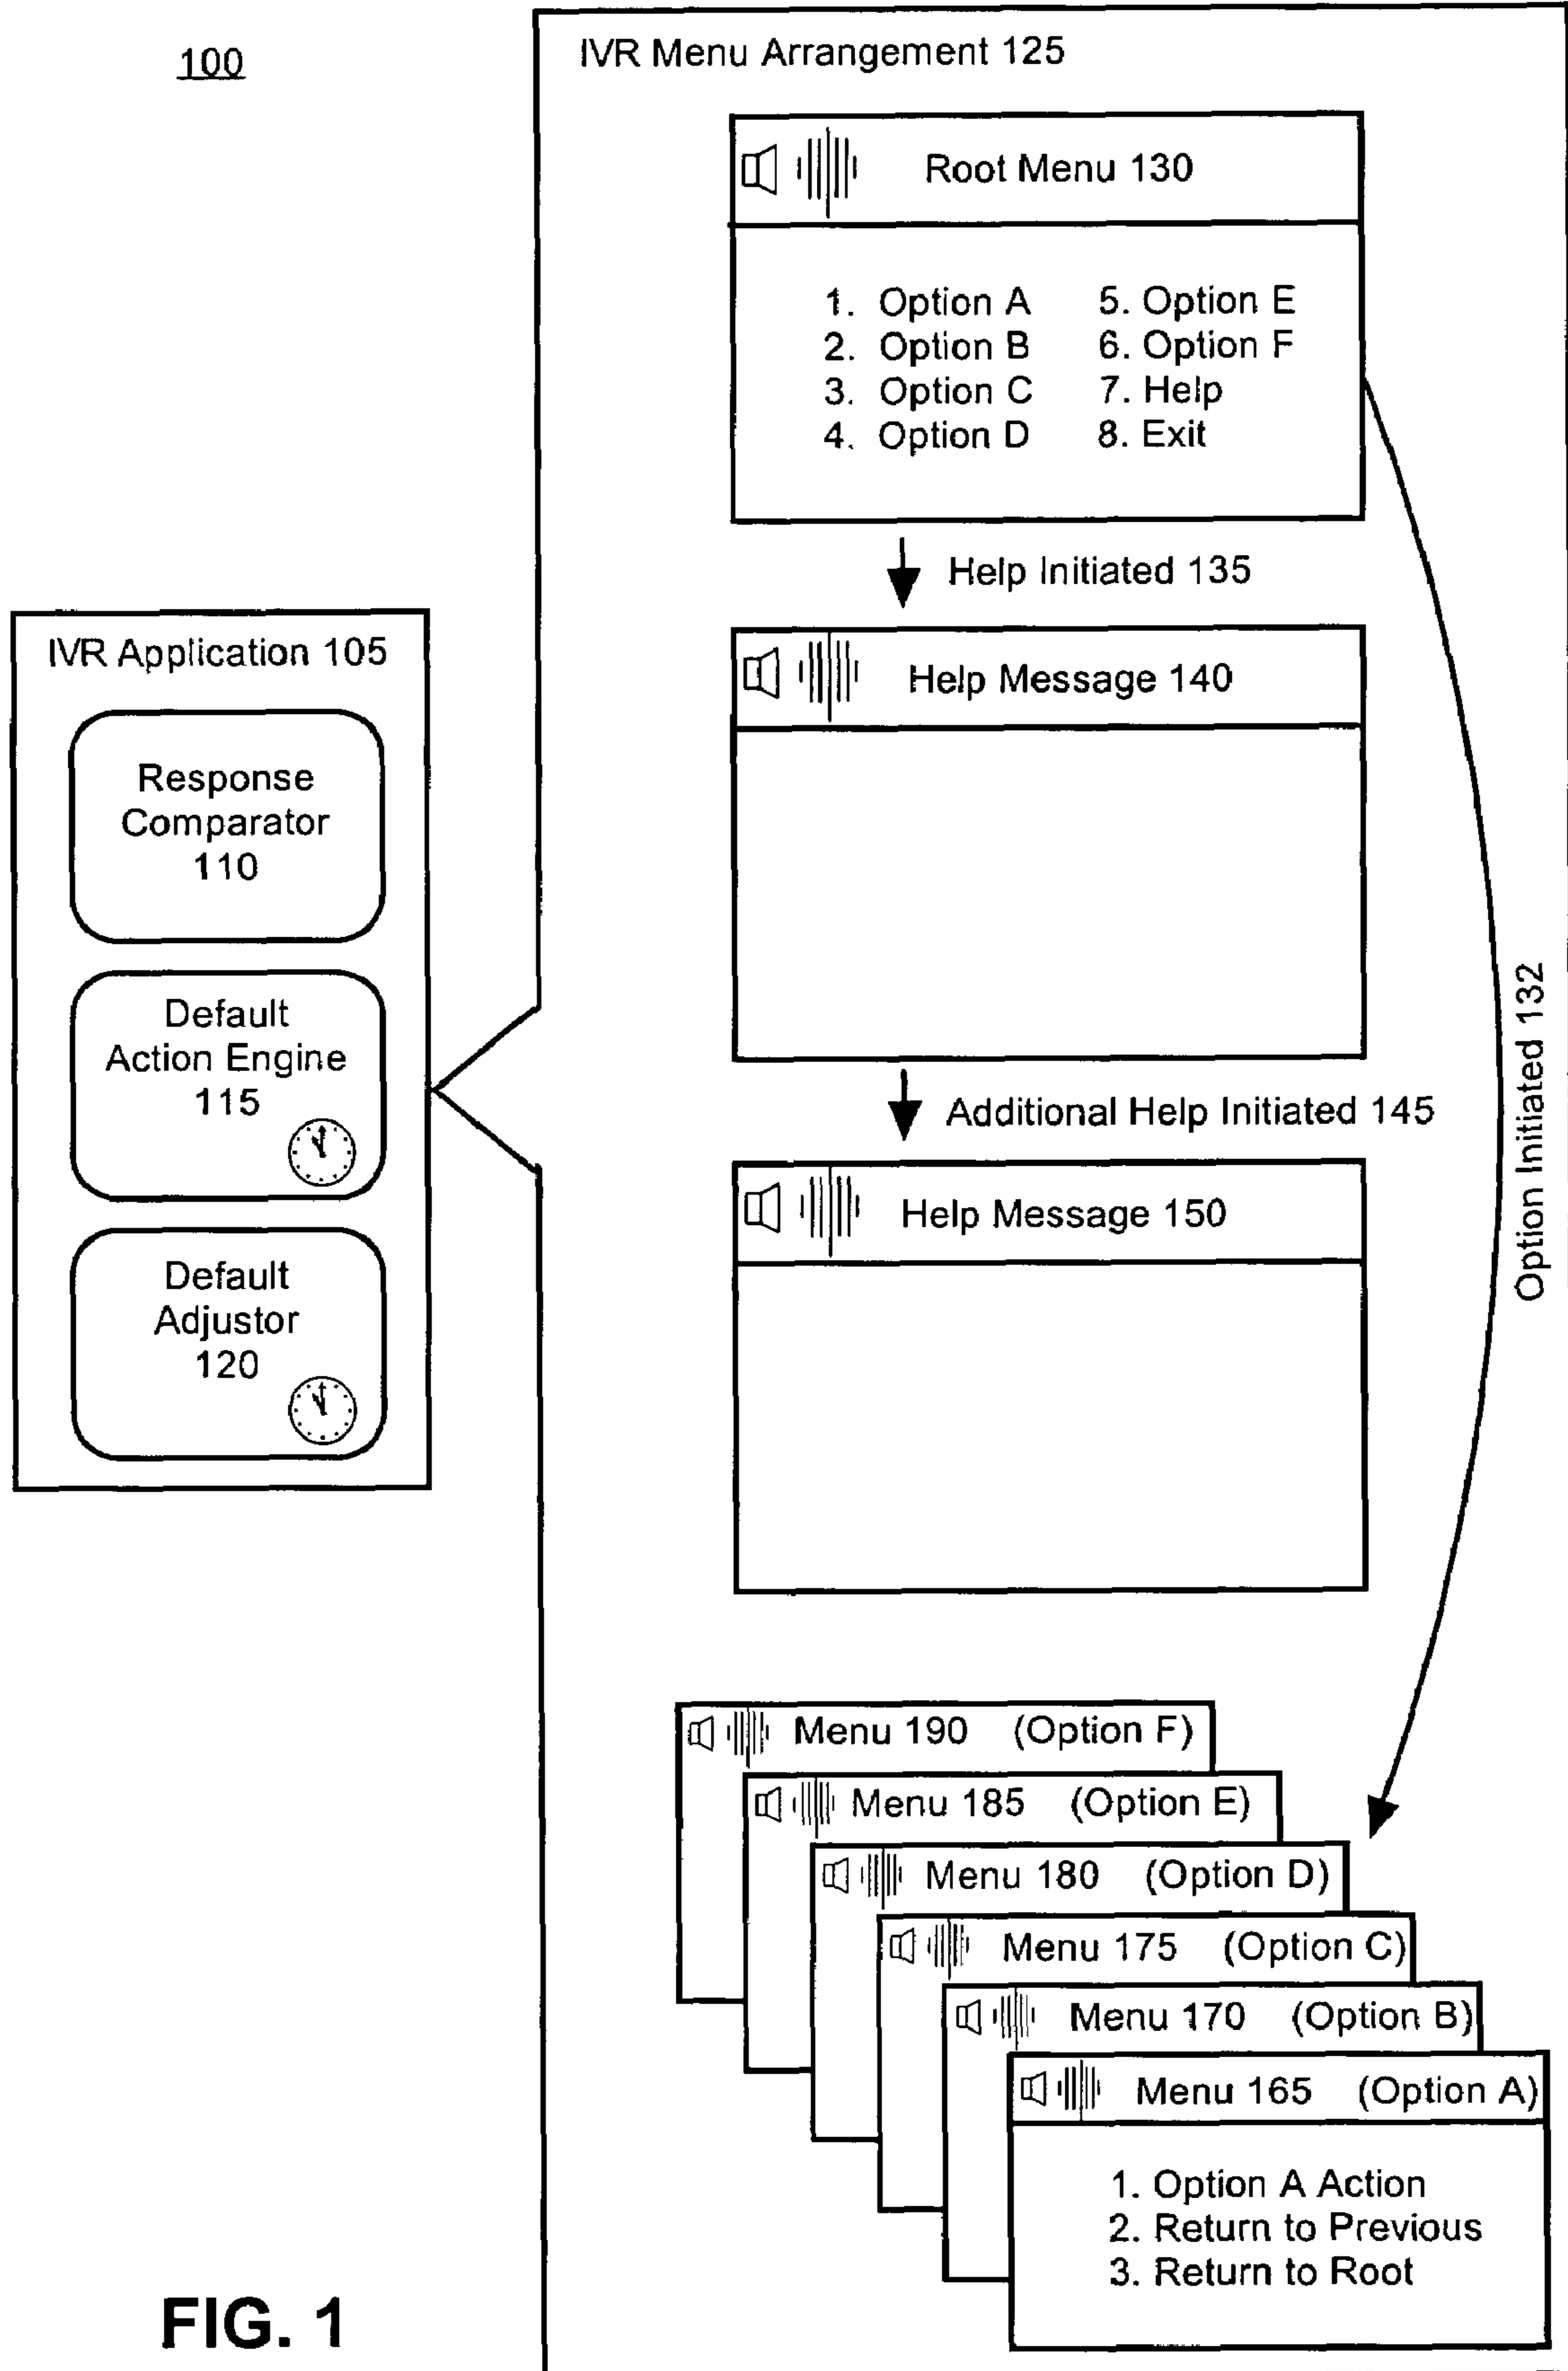 100
IVR Menu Arrangement 125
Root Menu 130
1. Option A
2. Option B
3. Option C
4. Option D
5. Option E
6. Option F
7. Help
8. Exit
Help Initiated 135
Help Message 140
Additional Help Initiated 145
Help Message 150
Option Initiated 132
IVR Application 105
Response
Comparator
110
Default
Action Engine
115
Default
Adjustor
120
Menu 190 (Option F)
Menu 185 (Option E)
Menu 180 (Option D)
Menu 175 (Option C)
Menu 170 (Option B)
Menu 165 (Option A)
1. Option A Action
2. Return to Previous
3. Return to Root
FIG. 1